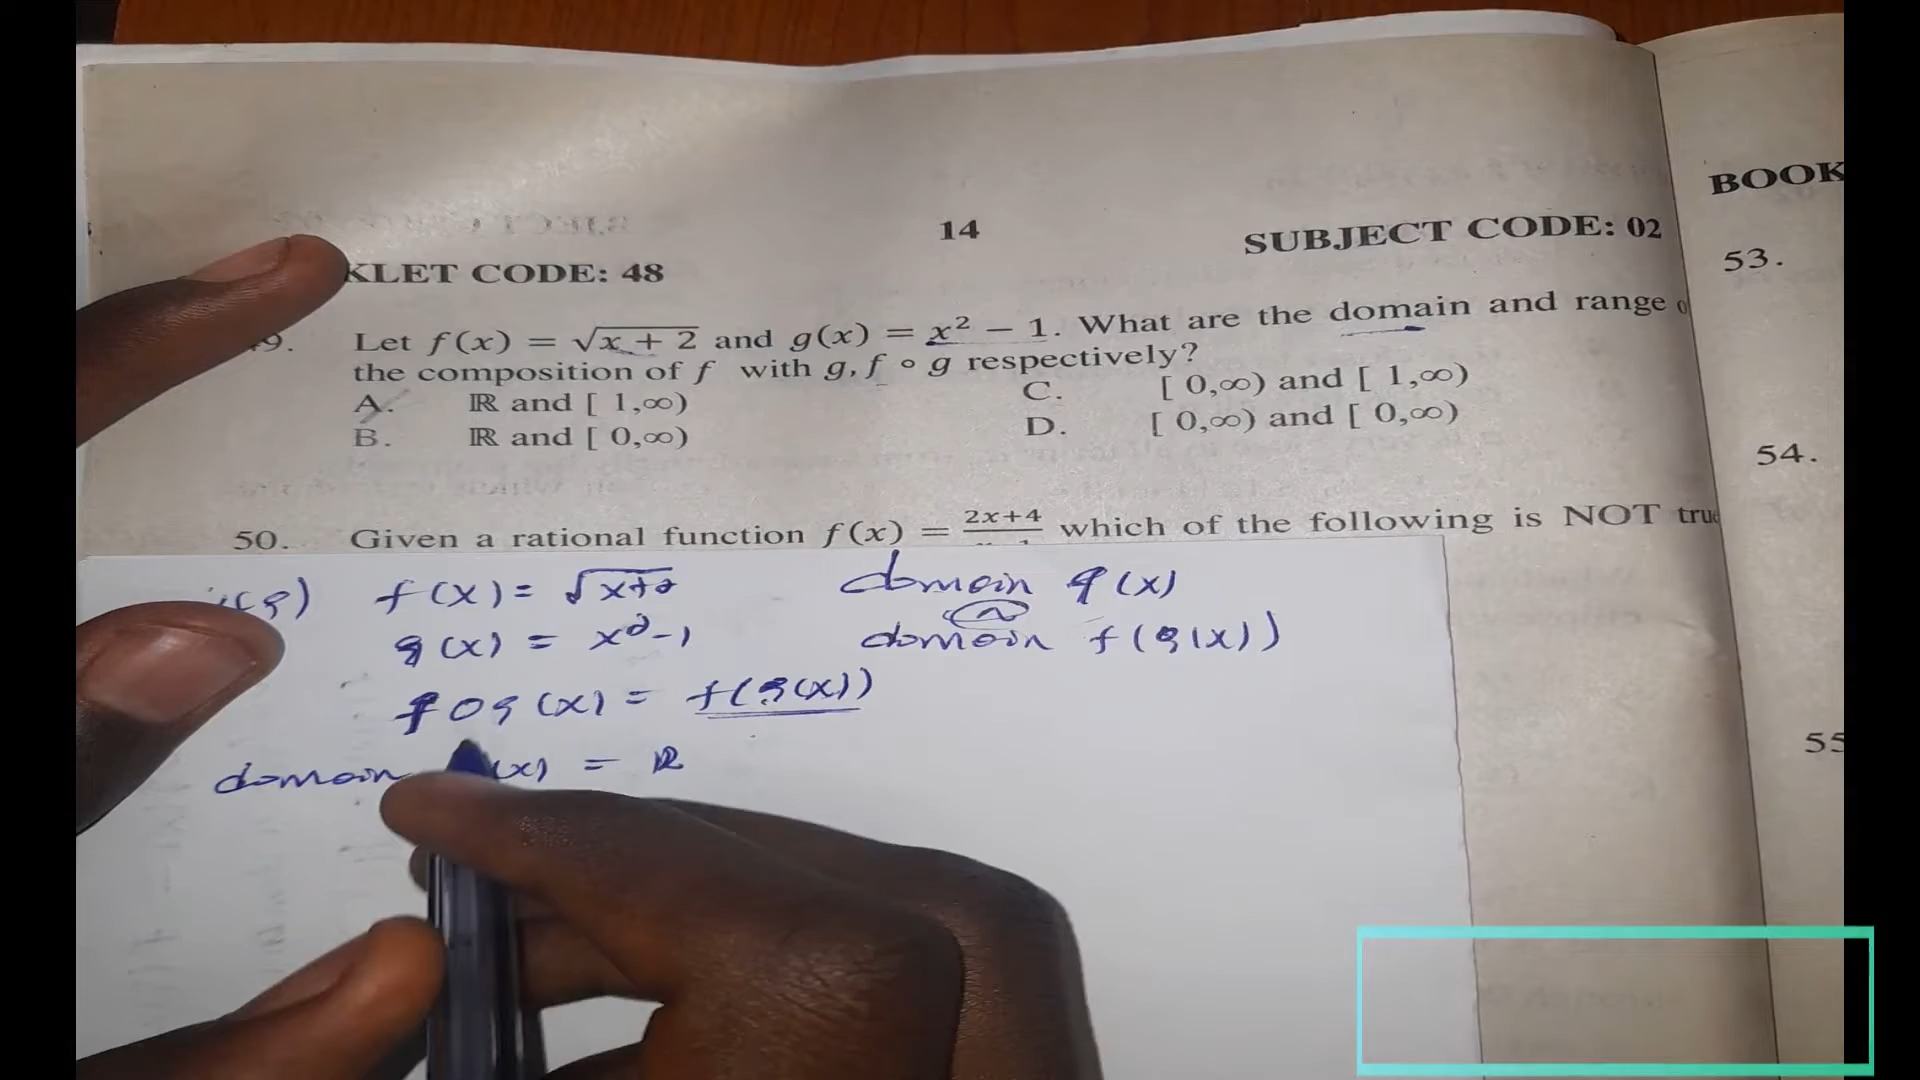 BOOK
14
SUBJECT CODE: 02
KLET CODE: 48
53.
Let f(x) = √x + 2 and g(x) = x² − 1. What are the domain and range
the composition of f with g, f ∘ g respectively?
A. ℝ and [ 1,∞)
B. ℝ and [ 0,∞)
C. [ 0,∞) and [ 1,∞)
D. [ 0,∞) and [ 0,∞)
54.
50. Given a rational function f(x) = 2x+4 which of the following is NOT true
f(x) = √x+2
g(x) = x²-1
fog(x) = f(g(x))
domain g(x)
∩
domain f(g(x))
domain (x) = ℝ
55